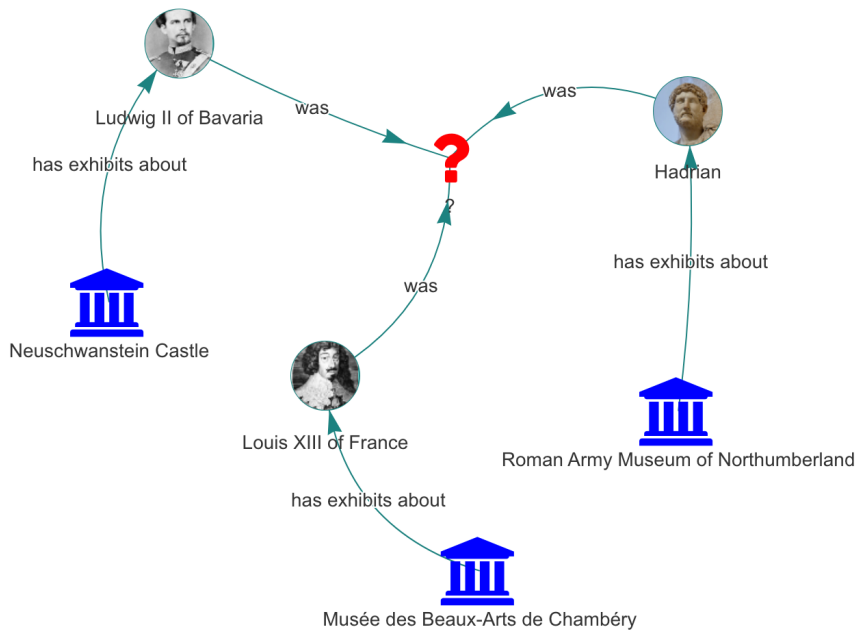 Ludwig II of Bavaria
was
was
has exhibits about
Hadrian
?
?
has exhibits about
was
Neuschwanstein Castle
Louis XIII of France
Roman Army Museum of Northumberland
has exhibits about
Musée des Beaux-Arts de Chambéry